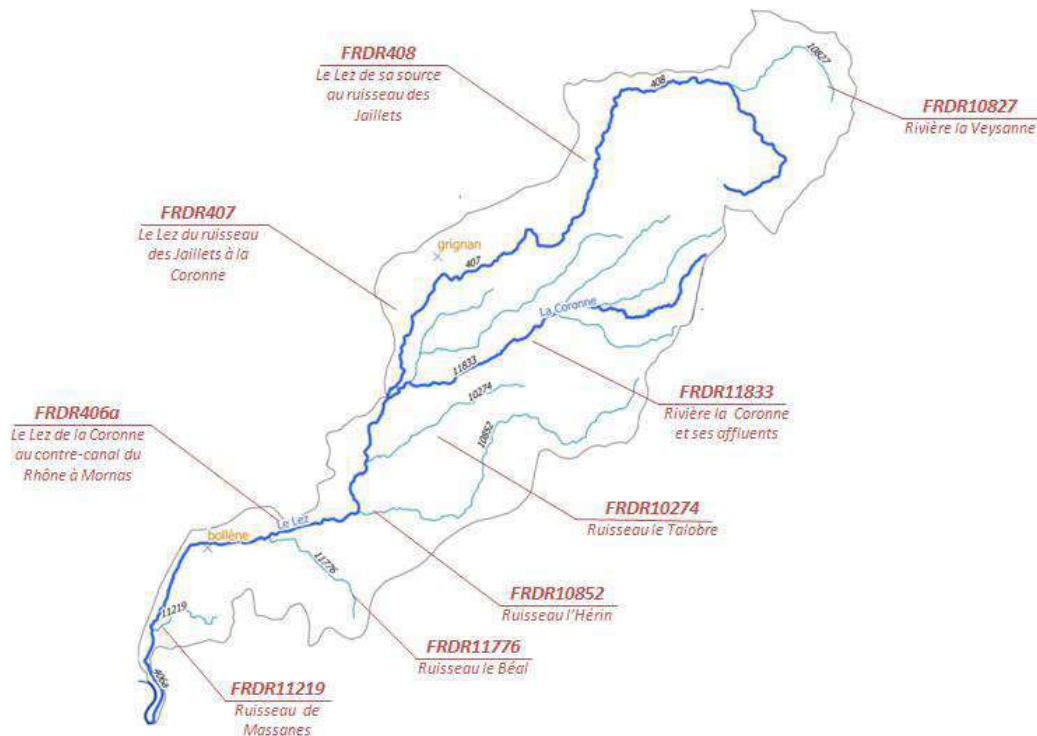 FRDR408
Le Lez de sa source
au ruisseau des
Jaillets
408
10827
FRDR10827
Rivière la Veysanne
FRDR407
Le Lez du ruisseau
des Jaillets à la
Coronne
grignan
407
La Coronne
11833
FRDR11833
Rivière la Coronne
et ses affluents
10274
10852
FRDR406a
Le Lez de la Coronne
au contre-canal du
Rhône à Mornas
FRDR10274
Ruisseau le Talobre
Le Lez
bollène
11776
FRDR10852
Ruisseau l'Hérin
11219
FRDR11776
Ruisseau le Béal
406a
FRDR11219
Ruisseau de
Massanes